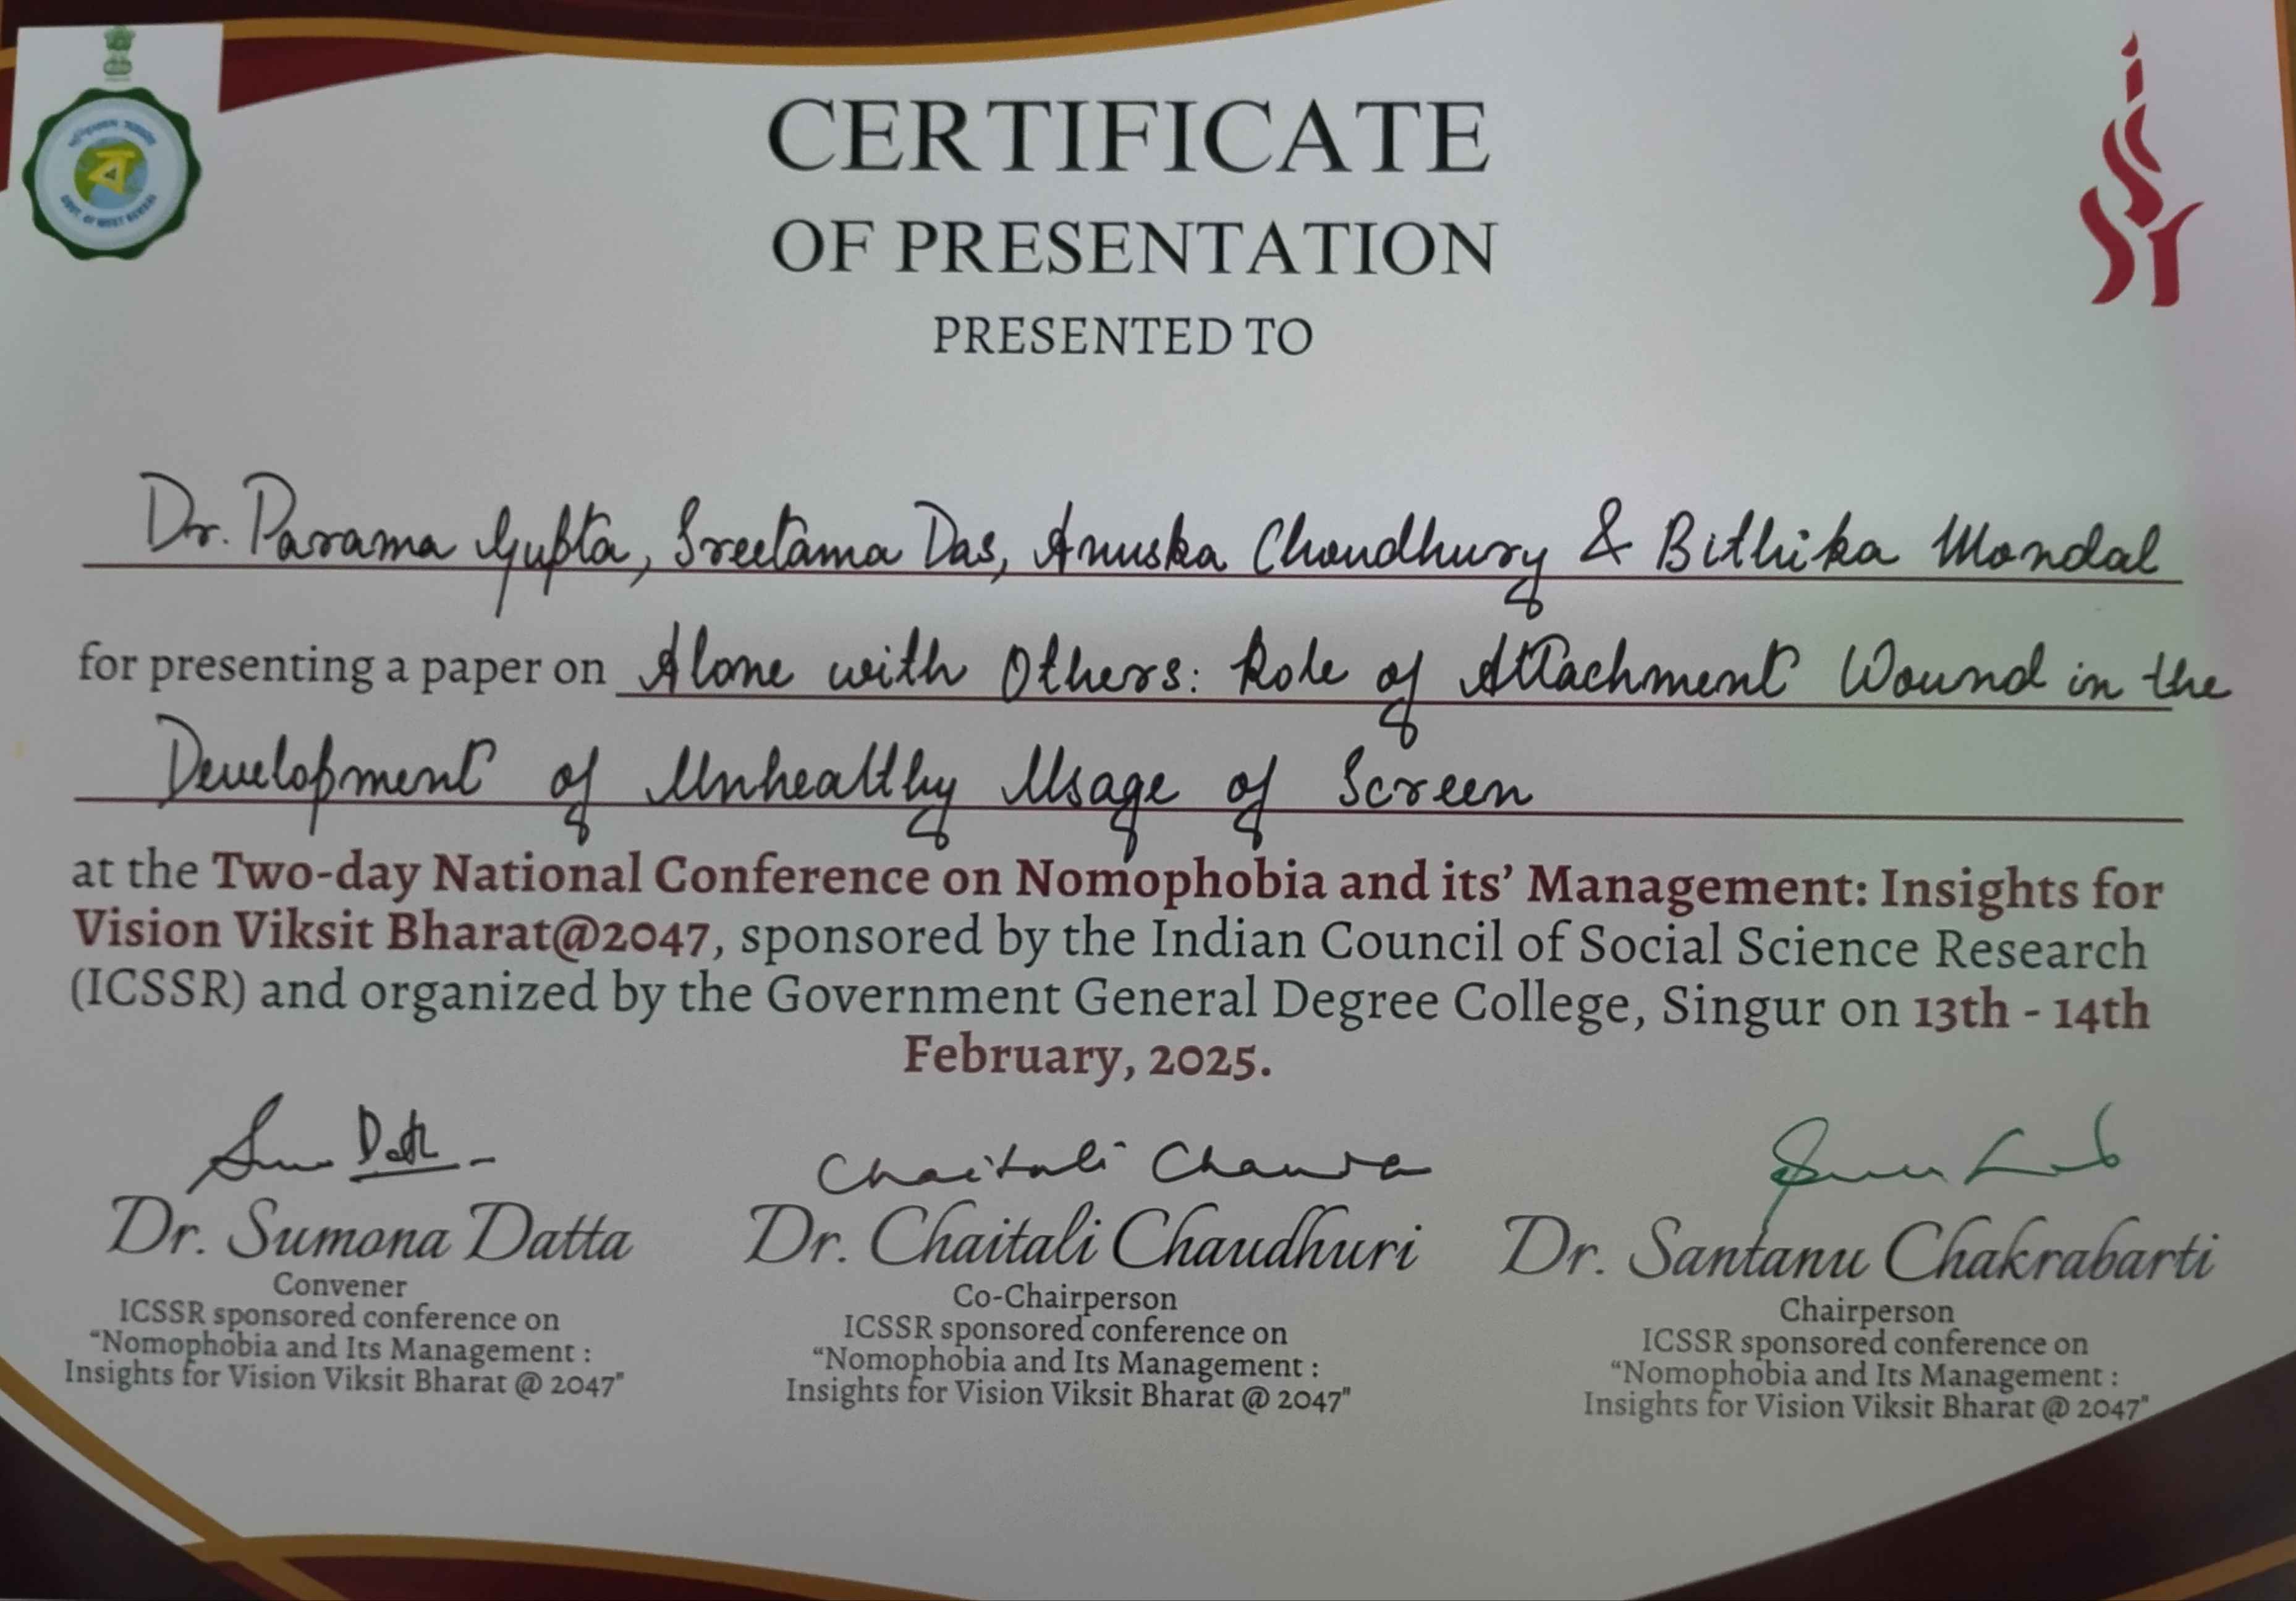 CERTIFICATE
OF PRESENTATION
PRESENTED TO
Dr. Parama Gupta, Sreetama Das, Anuska Choudhury & Bithika Mondal
for presenting a paper on Alone with Others: Role of Attachment Wound in the
Development of Unhealthy Usage of Screen
at the Two-day National Conference on Nomophobia and its’ Management: Insights for
Vision Viksit Bharat@2047, sponsored by the Indian Council of Social Science Research
(ICSSR) and organized by the Government General Degree College, Singur on 13th - 14th
February, 2025.
Chaitali
Dr. Sumona Datta
Convener
ICSSR sponsored conference on
“Nomophobia and Its Management :
Insights for Vision Viksit Bharat @ 2047"
Dr. Chaitali Chaudhuri
Co-Chairperson
ICSSR sponsored conference on
“Nomophobia and Its Management :
Insights for Vision Viksit Bharat @ 2047"
Dr. Santanu Chakrabarti
Chairperson
ICSSR sponsored conference on
“Nomophobia and Its Management :
Insights for Vision Viksit Bharat @ 2047"
GOVT. OF WEST BENGAL